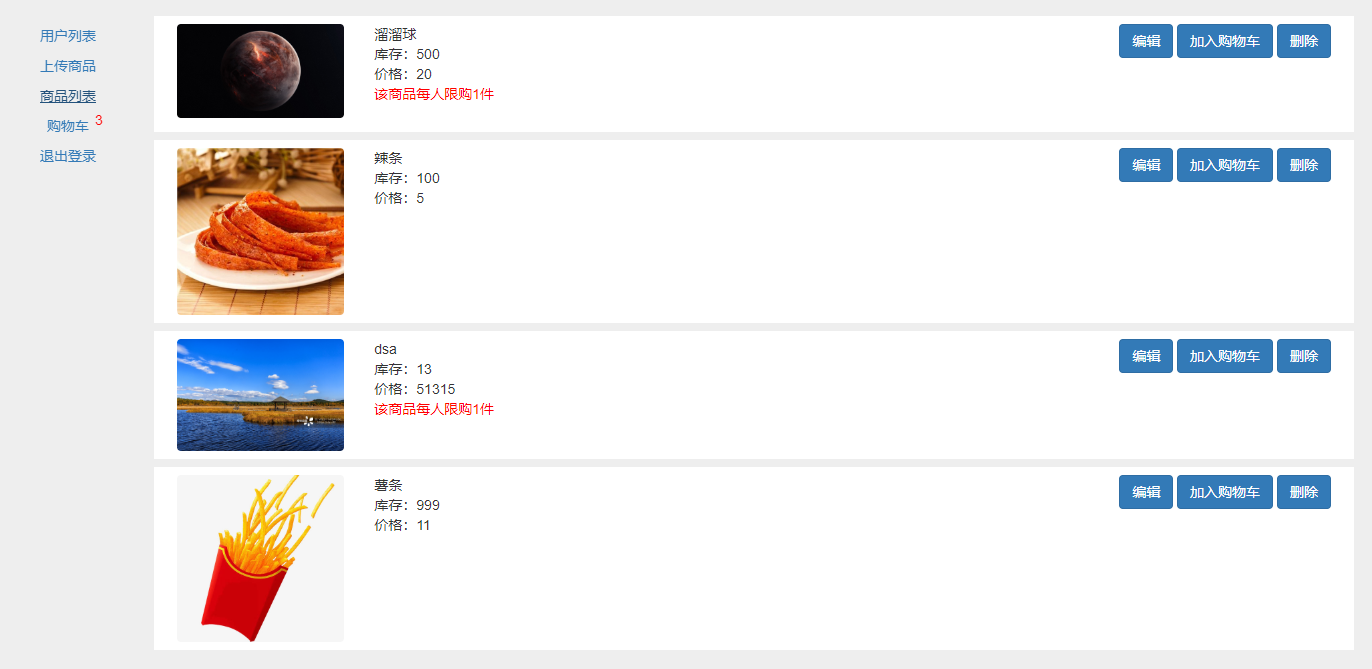 用户列表
上传商品
商品列表
购物车 3
退出登录
溜溜球
库存：500
价格：20
该商品每人限购1件
编辑 加入购物车 删除
辣条
库存：100
价格：5
编辑 加入购物车 删除
dsa
库存：13
价格：51315
该商品每人限购1件
编辑 加入购物车 删除
薯条
库存：999
价格：11
编辑 加入购物车 删除